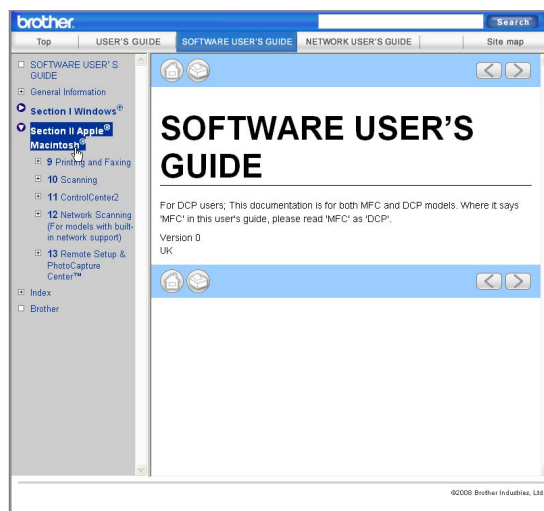 brother.
Search
Top USER'S GUIDE SOFTWARE USER'S GUIDE NETWORK USER'S GUIDE Site map
SOFTWARE USER' S
GUIDE
General Information
Section I Windows®
Section II Apple®
Macintosh®
9 Printing and Faxing
10 Scanning
11 ControlCenter2
12 Network Scanning
(For models with built-
in network support)
13 Remote Setup &
PhotoCapture
Center™
Index
Brother
SOFTWARE USER'S
GUIDE
For DCP users; This documentation is for both MFC and DCP models. Where it says
'MFC' in this user's guide, please read 'MFC' as 'DCP'.
Version 0
UK
©2008 Brother Industries, Ltd.